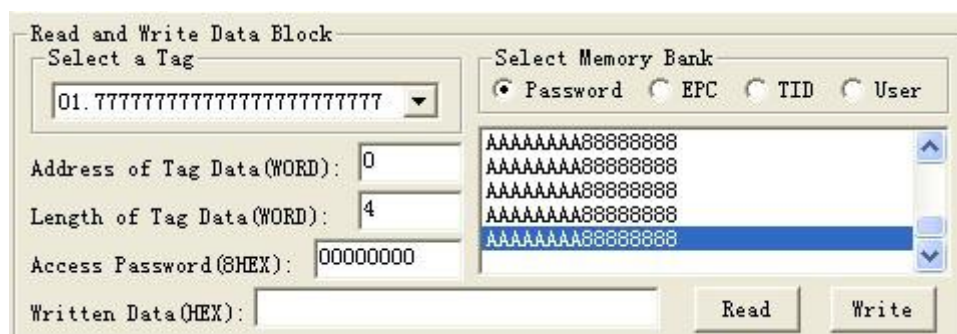 Read and Write Data Block
Select a Tag
01.777777777777777777777777
Select Memory Bank
Password EPC TID User
Address of Tag Data(WORD): 0
Length of Tag Data(WORD): 4
Access Password(8HEX): 00000000
AAAAAAAA88888888
AAAAAAAA88888888
AAAAAAAA88888888
AAAAAAAA88888888
AAAAAAAA88888888
Written Data(HEX):
Read Write